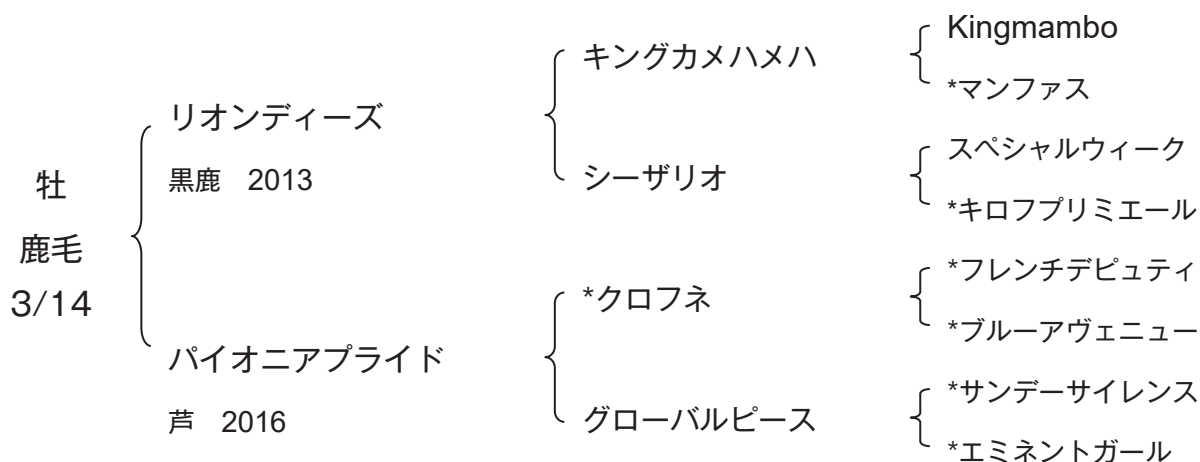 牡
鹿毛
3/14
リオンディーズ
黒鹿　2013
パイオニアプライド
芦　2016
キングカメハメハ
シーザリオ
*クロフネ
グローバルピース
Kingmambo
*マンファス
スペシャルウィーク
*キロフプリミエール
*フレンチデピュティ
*ブルーアヴェニュー
*サンデーサイレンス
*エミネントガール